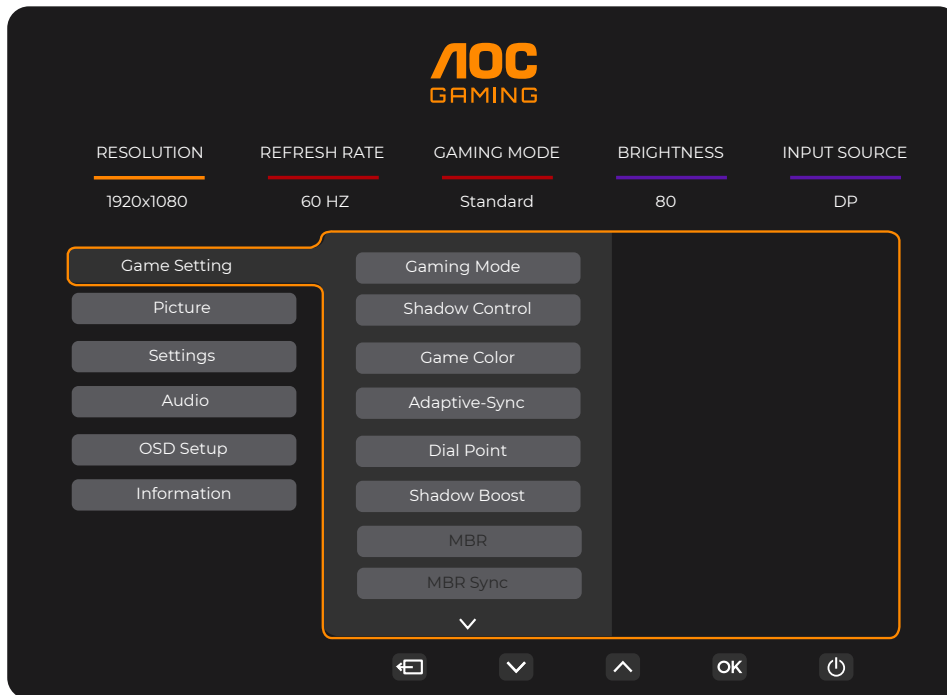 AOC
GAMING
RESOLUTION REFRESH RATE GAMING MODE BRIGHTNESS INPUT SOURCE
1920x1080 60 HZ Standard 80 DP
Game Setting
Picture
Settings
Audio
OSD Setup
Information
Gaming Mode
Shadow Control
Game Color
Adaptive-Sync
Dial Point
Shadow Boost
MBR
MBR Sync
OK